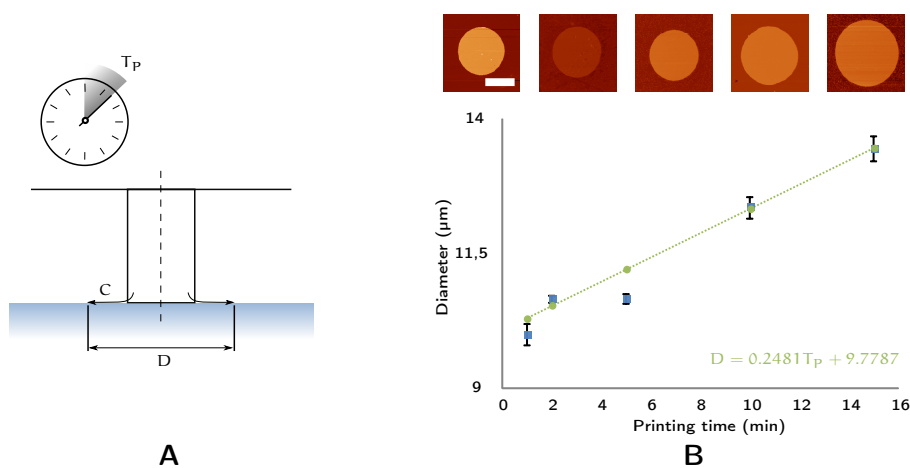 T_P
C
D
A
14
11,5
9
Diameter (µm)
D = 0.2481T_P + 9.7787
0 2 4 6 8 10 12 14 16
Printing time (min)
B